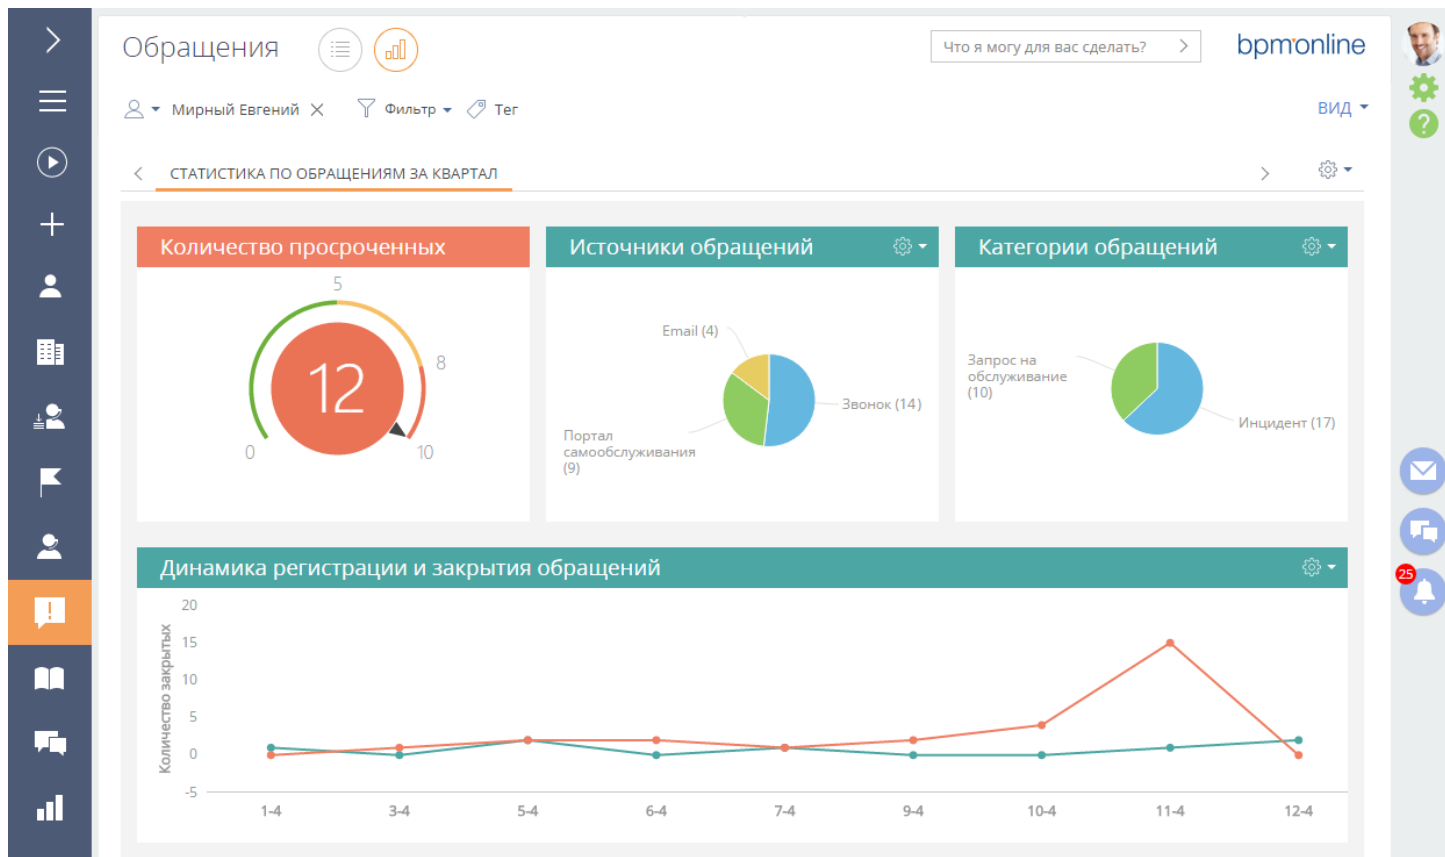 Обращения
Что я могу для вас сделать?
bpm'online
Мирный Евгений
Фильтр
Тег
ВИД
СТАТИСТИКА ПО ОБРАЩЕНИЯМ ЗА КВАРТАЛ
Количество просроченных
5
8
12
0
10
Источники обращений
Email (4)
Звонок (14)
Портал
самообслуживания
(9)
Категории обращений
Запрос на
обслуживание
(10)
Инцидент (17)
25
Динамика регистрации и закрытия обращений
Количество закрытых
20
15
10
5
0
-5
1-4
3-4
5-4
6-4
7-4
9-4
10-4
11-4
12-4